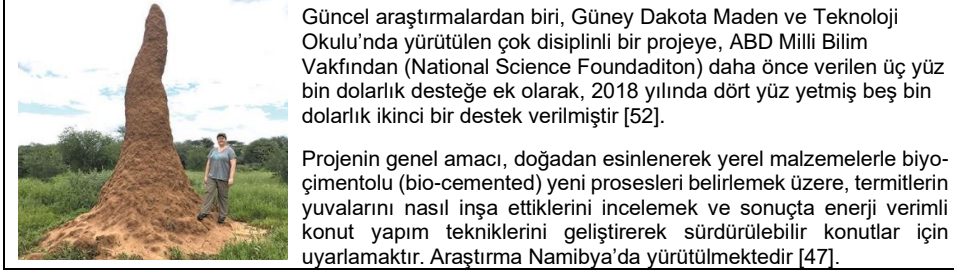 Güncel araştırmalardan biri, Güney Dakota Maden ve Teknoloji
Okulu’nda yürütülen çok disiplinli bir projeye, ABD Milli Bilim
Vakfından (National Science Foundaditon) daha önce verilen üç yüz
bin dolarlık desteğe ek olarak, 2018 yılında dört yüz yetmiş beş bin
dolarlık ikinci bir destek verilmiştir [52].
Projenin genel amacı, doğadan esinlenerek yerel malzemelerle biyo-
çimentolu (bio-cemented) yeni prosesleri belirlemek üzere, termitlerin
yuvalarını nasıl inşa ettiklerini incelemek ve sonuçta enerji verimli
konut yapım tekniklerini geliştirerek sürdürülebilir konutlar için
uyarlamaktır. Araştırma Namibya’da yürütülmektedir [47].